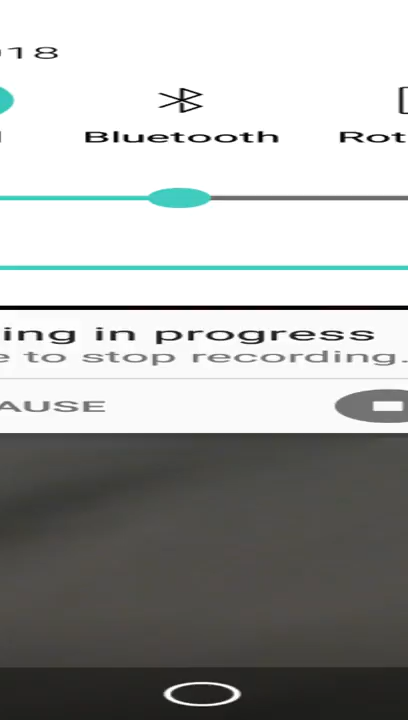 018
Bluetooth
Rot
ing in progress
e to stop recording.
AUSE